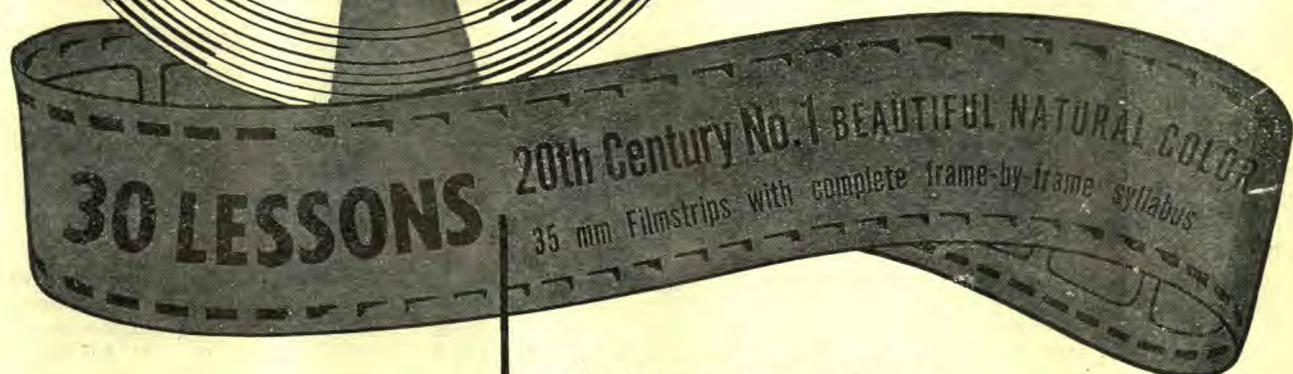 30 LESSONS
20th Century No. 1 BEAUTIFUL NATURAL COLOR
35 mm Filmstrips with complete frame-by-frame syllabus